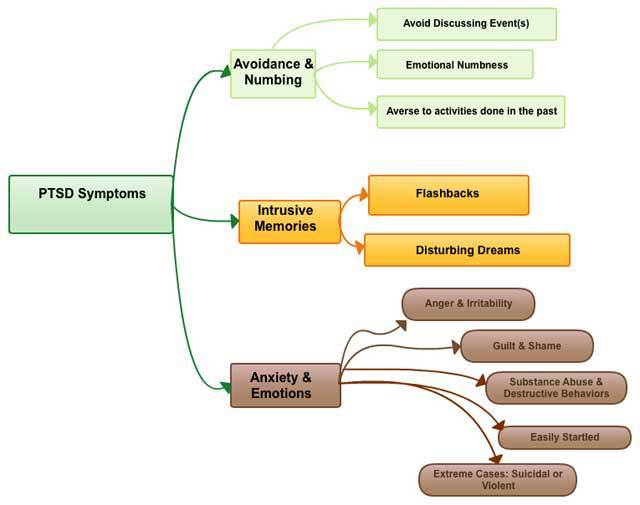 PTSD Symptoms
Avoidance &
Numbing
Avoid Discussing Event(s)
Emotional Numbness
Averse to activities done in the past
Intrusive
Memories
Flashbacks
Disturbing Dreams
Anxiety &
Emotions
Anger & Irritability
Guilt & Shame
Substance Abuse &
Destructive Behaviors
Easily Startled
Extreme Cases: Suicidal or
Violent